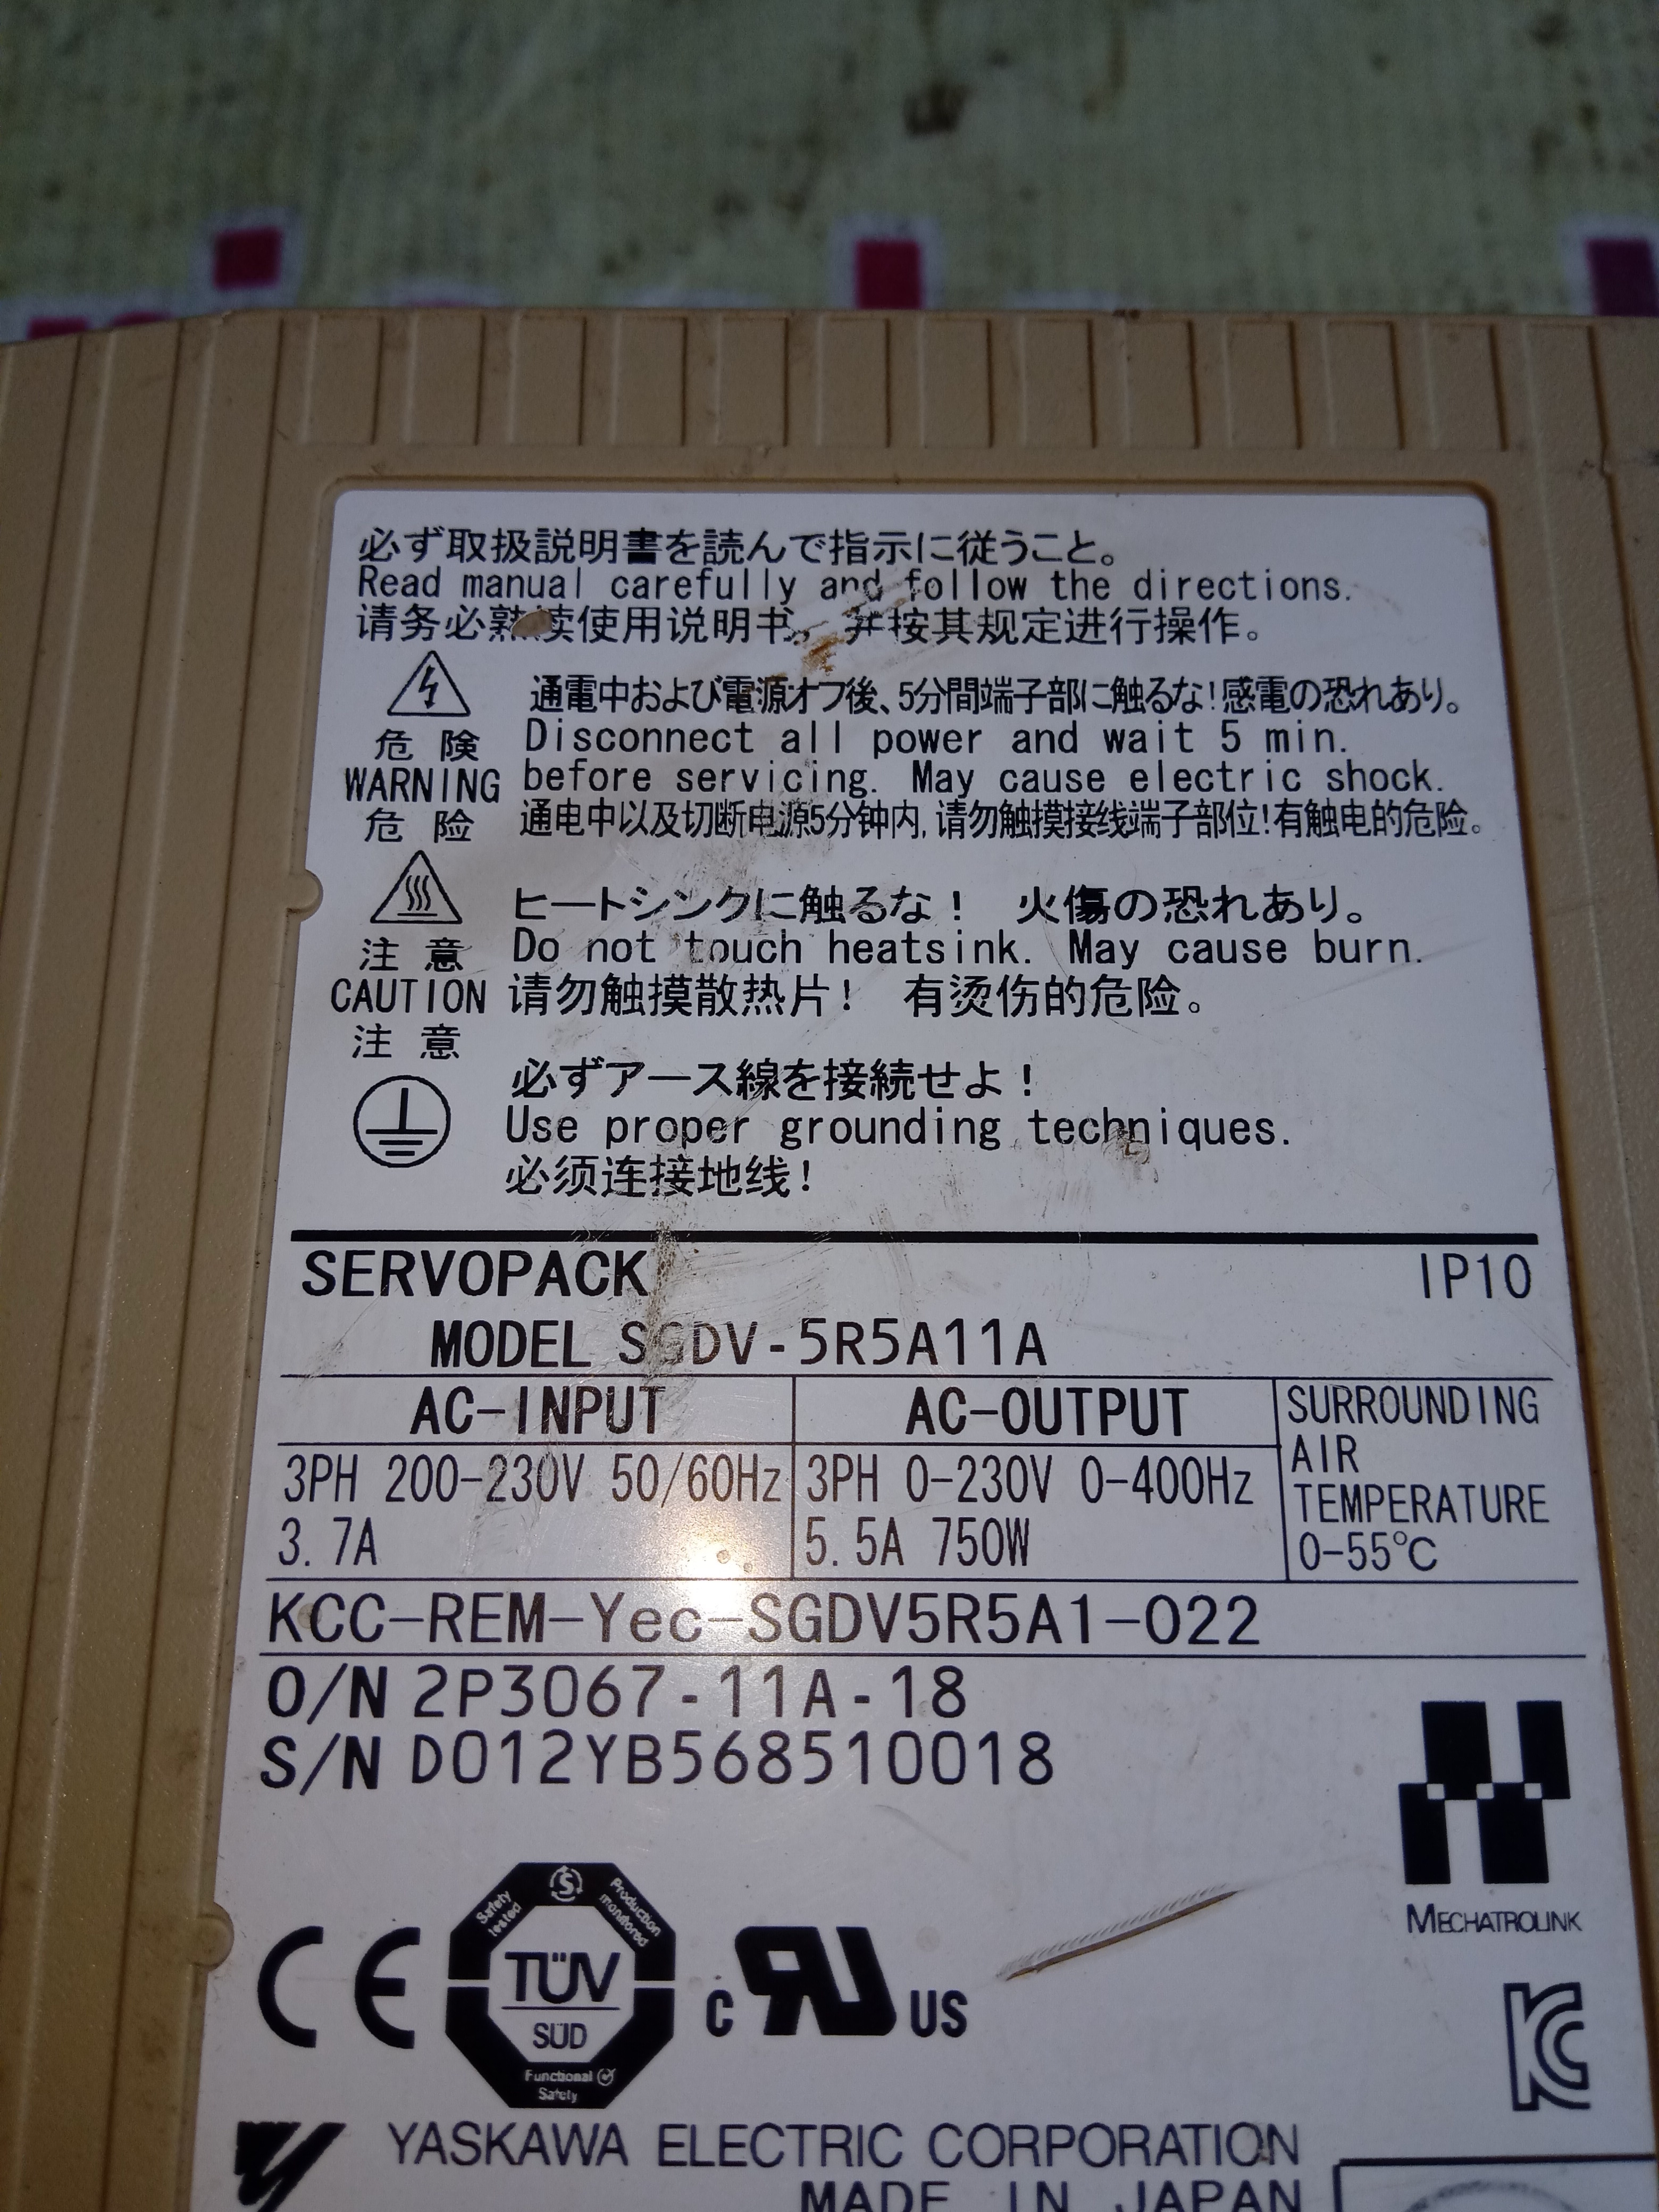 必ず取扱説明書を読んで指示に従うこと。
Read manual carefully and follow the directions.
请务必熟读使用说明书，并按其规定进行操作。
危険
WARNING
危险
通電中および電源オフ後、5分間端子部に触るな!感電の恐れあり。
Disconnect all power and wait 5 min.
before servicing. May cause electric shock.
通电中以及切断电源5分钟内,请勿触摸接线端子部位!有触电的危险。
注意
CAUTION
注意
ヒートシンクに触るな! 火傷の恐れあり。
Do not touch heatsink. May cause burn.
请勿触摸散热片! 有烫伤的危险。
必ずアース線を接続せよ!
Use proper grounding techniques.
必须连接地线!
SERVOPACK IP10
MODEL SGDV-5R5A11A
AC-INPUT
3PH 200-230V 50/60Hz
3.7A
AC-OUTPUT
3PH 0-230V 0-400Hz
5.5A 750W
SURROUNDING
AIR
TEMPERATURE
0-55℃
KCC-REM-Yec-SGDV5R5A1-022
O/N 2P3067-11A-18
S/N D012YB568510018
MECHATROLINK
CE
Safety tested
Production monitored
TÜV
SÜD
Functional
Safety
c RU US
KC
YASKAWA ELECTRIC CORPORATION
MADE IN JAPAN